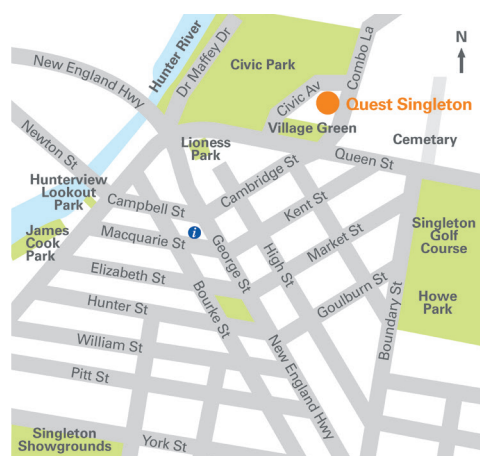 Hunter River
Dr Maffey Dr
Civic Park
Combo La
N
New England Hwy
Civic Av
Quest Singleton
Village Green
Newton St
Lioness
Park
Cemetary
Queen St
Hunterview
Lookout
Park
Cambridge St
Campbell St
Kent St
James
Cook
Park
Macquarie St
i
George St
High St
Market St
Singleton
Golf
Course
Elizabeth St
Goulburn St
Howe
Park
Hunter St
Bourke St
Boundary St
William St
New England Hwy
Pitt St
Singleton
Showgrounds
York St